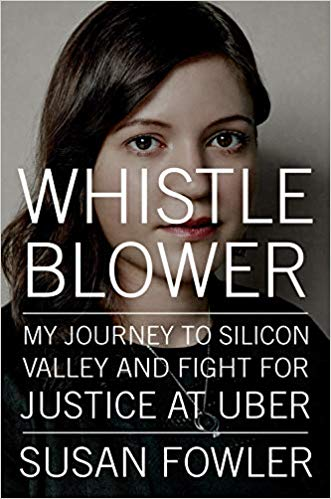 WHISTLE
BLOWER
MY JOURNEY TO SILICON
VALLEY AND FIGHT FOR
JUSTICE AT UBER
SUSAN FOWLER